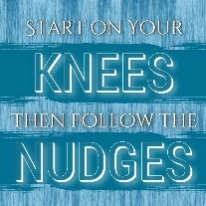 START ON YOUR
KNEES
THEN FOLLOW THE
NUDGES